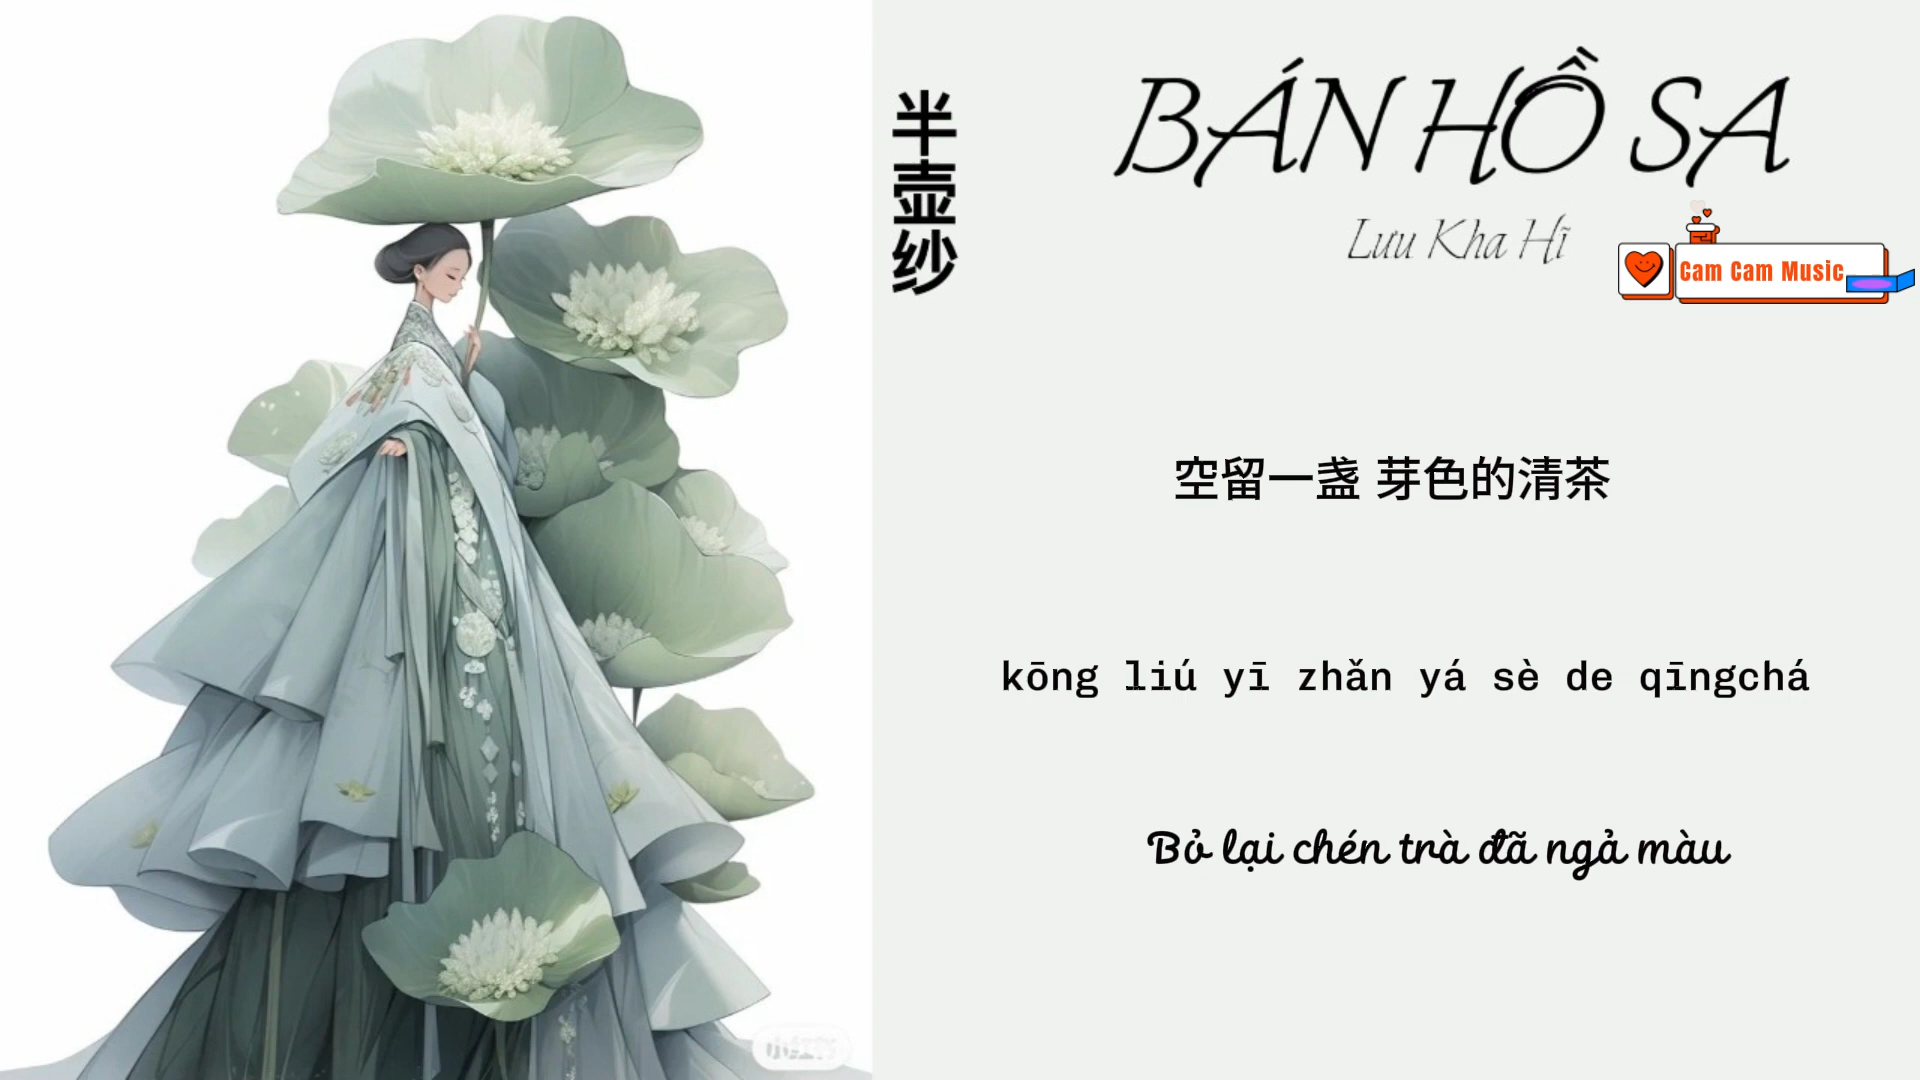 半壶纱
BÁN HỒ SA
Lưu Kha Hĩ
Cam Cam Music
空留一盏 芽色的清茶
kōng liú yī zhǎn yá sè de qīngchá
Bỏ lại chén trà đã ngả màu